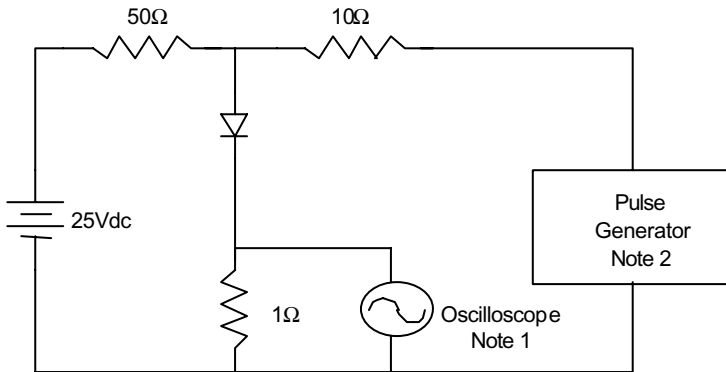 50Ω
10Ω
25Vdc
Pulse
Generator
Note 2
1Ω
Oscilloscope
Note 1